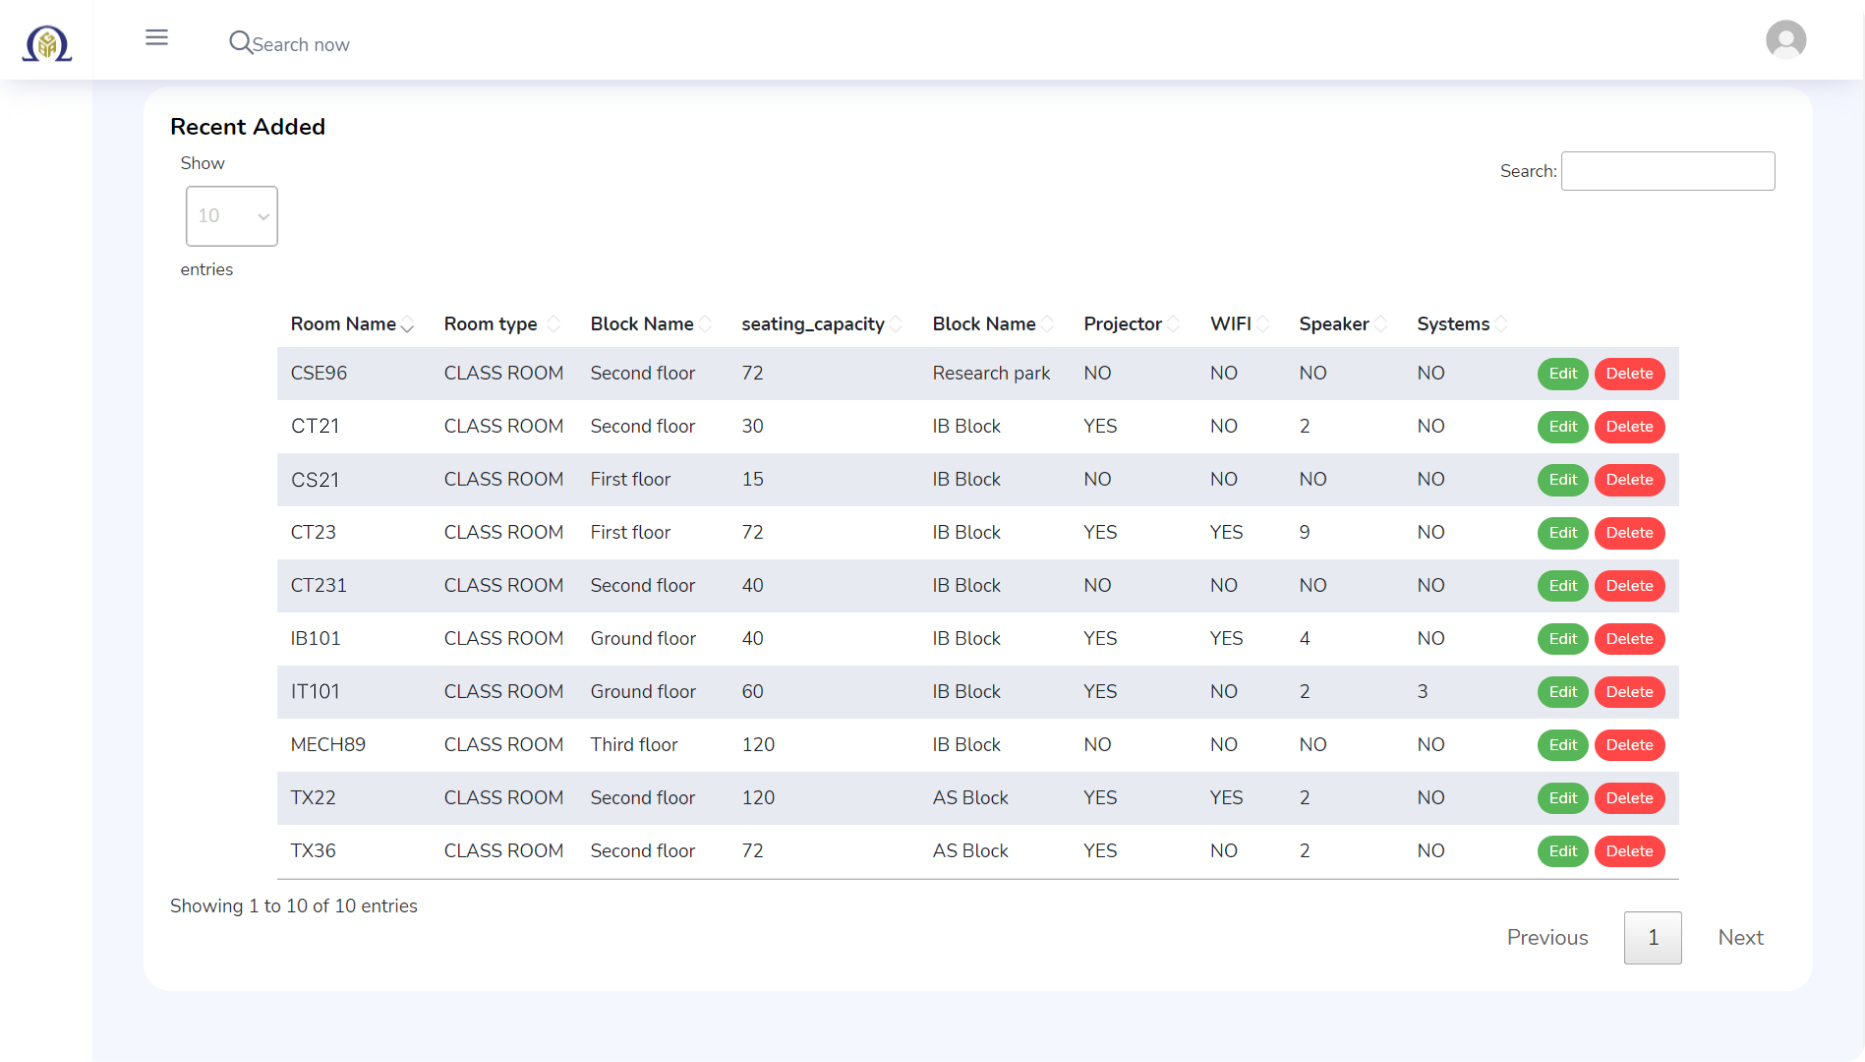 Search now
Recent Added
Show
Search:
10
entries
Room Name Room type Block Name seating_capacity Block Name Projector WIFI Speaker Systems
CSE96 CLASS ROOM Second floor 72 Research park NO NO NO NO Edit Delete
CT21 CLASS ROOM Second floor 30 IB Block YES NO 2 NO Edit Delete
CS21 CLASS ROOM First floor 15 IB Block NO NO NO NO Edit Delete
CT23 CLASS ROOM First floor 72 IB Block YES YES 9 NO Edit Delete
CT231 CLASS ROOM Second floor 40 IB Block NO NO NO NO Edit Delete
IB101 CLASS ROOM Ground floor 40 IB Block YES YES 4 NO Edit Delete
IT101 CLASS ROOM Ground floor 60 IB Block YES NO 2 3 Edit Delete
MECH89 CLASS ROOM Third floor 120 IB Block NO NO NO NO Edit Delete
TX22 CLASS ROOM Second floor 120 AS Block YES YES 2 NO Edit Delete
TX36 CLASS ROOM Second floor 72 AS Block YES NO 2 NO Edit Delete
Showing 1 to 10 of 10 entries
Previous 1 Next